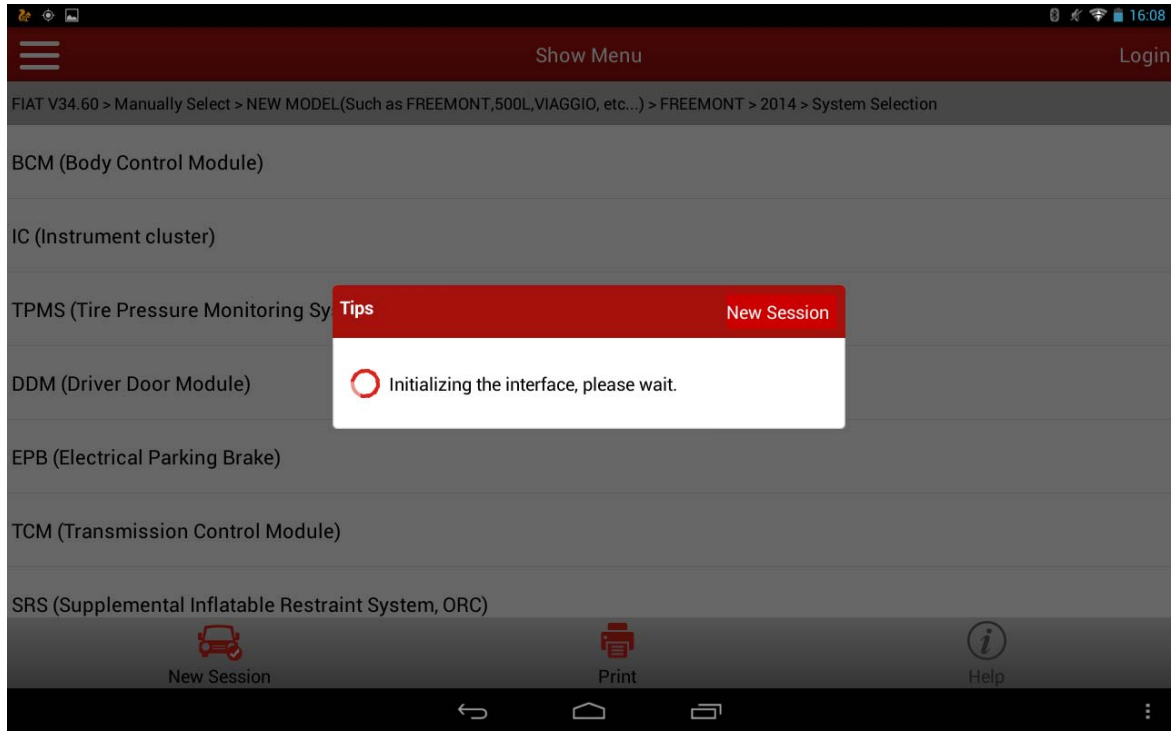 16:08
Show Menu
Login
FIAT V34.60 > Manually Select > NEW MODEL(Such as FREEMONT,500L,VIAGGIO, etc...) > FREEMONT > 2014 > System Selection
BCM (Body Control Module)
IC (Instrument cluster)
TPMS (Tire Pressure Monitoring Sy
Tips
New Session
Initializing the interface, please wait.
DDM (Driver Door Module)
EPB (Electrical Parking Brake)
TCM (Transmission Control Module)
SRS (Supplemental Inflatable Restraint System, ORC)
New Session
Print
Help